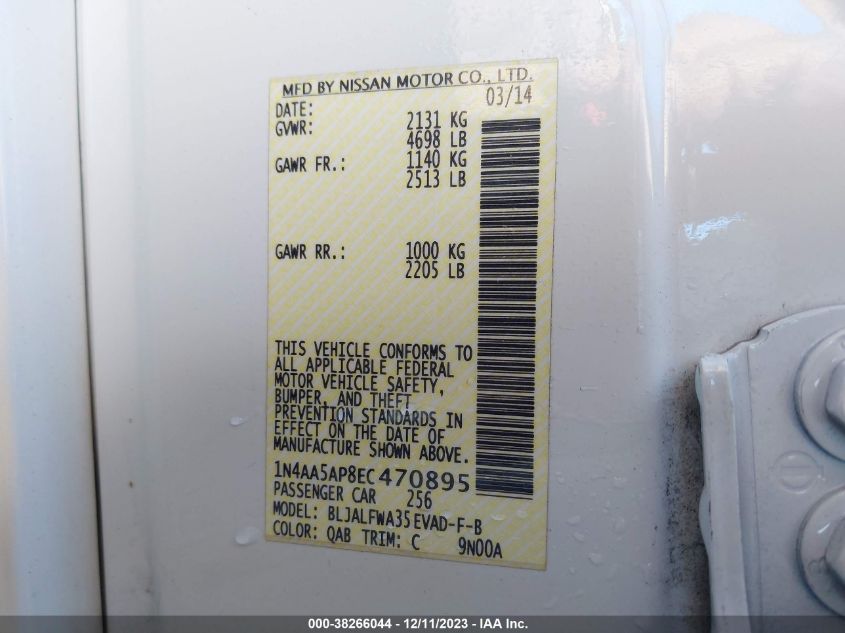 MFD BY NISSAN MOTOR CO., LTD.
DATE: 03/14
GVWR: 2131 KG
4698 LB
GAWR FR.: 1140 KG
2513 LB
GAWR RR.: 1000 KG
2205 LB
THIS VEHICLE CONFORMS TO
ALL APPLICABLE FEDERAL
MOTOR VEHICLE SAFETY,
BUMPER, AND THEFT
PREVENTION STANDARDS IN
EFFECT ON THE DATE OF
MANUFACTURE SHOWN ABOVE.
1N4AA5AP8EC470895
PASSENGER CAR 256
MODEL: BLJALFWA35EVAD-F-B
COLOR: QAB TRIM: C 9N00A
000-38266044 - 12/11/2023 - IAA Inc.